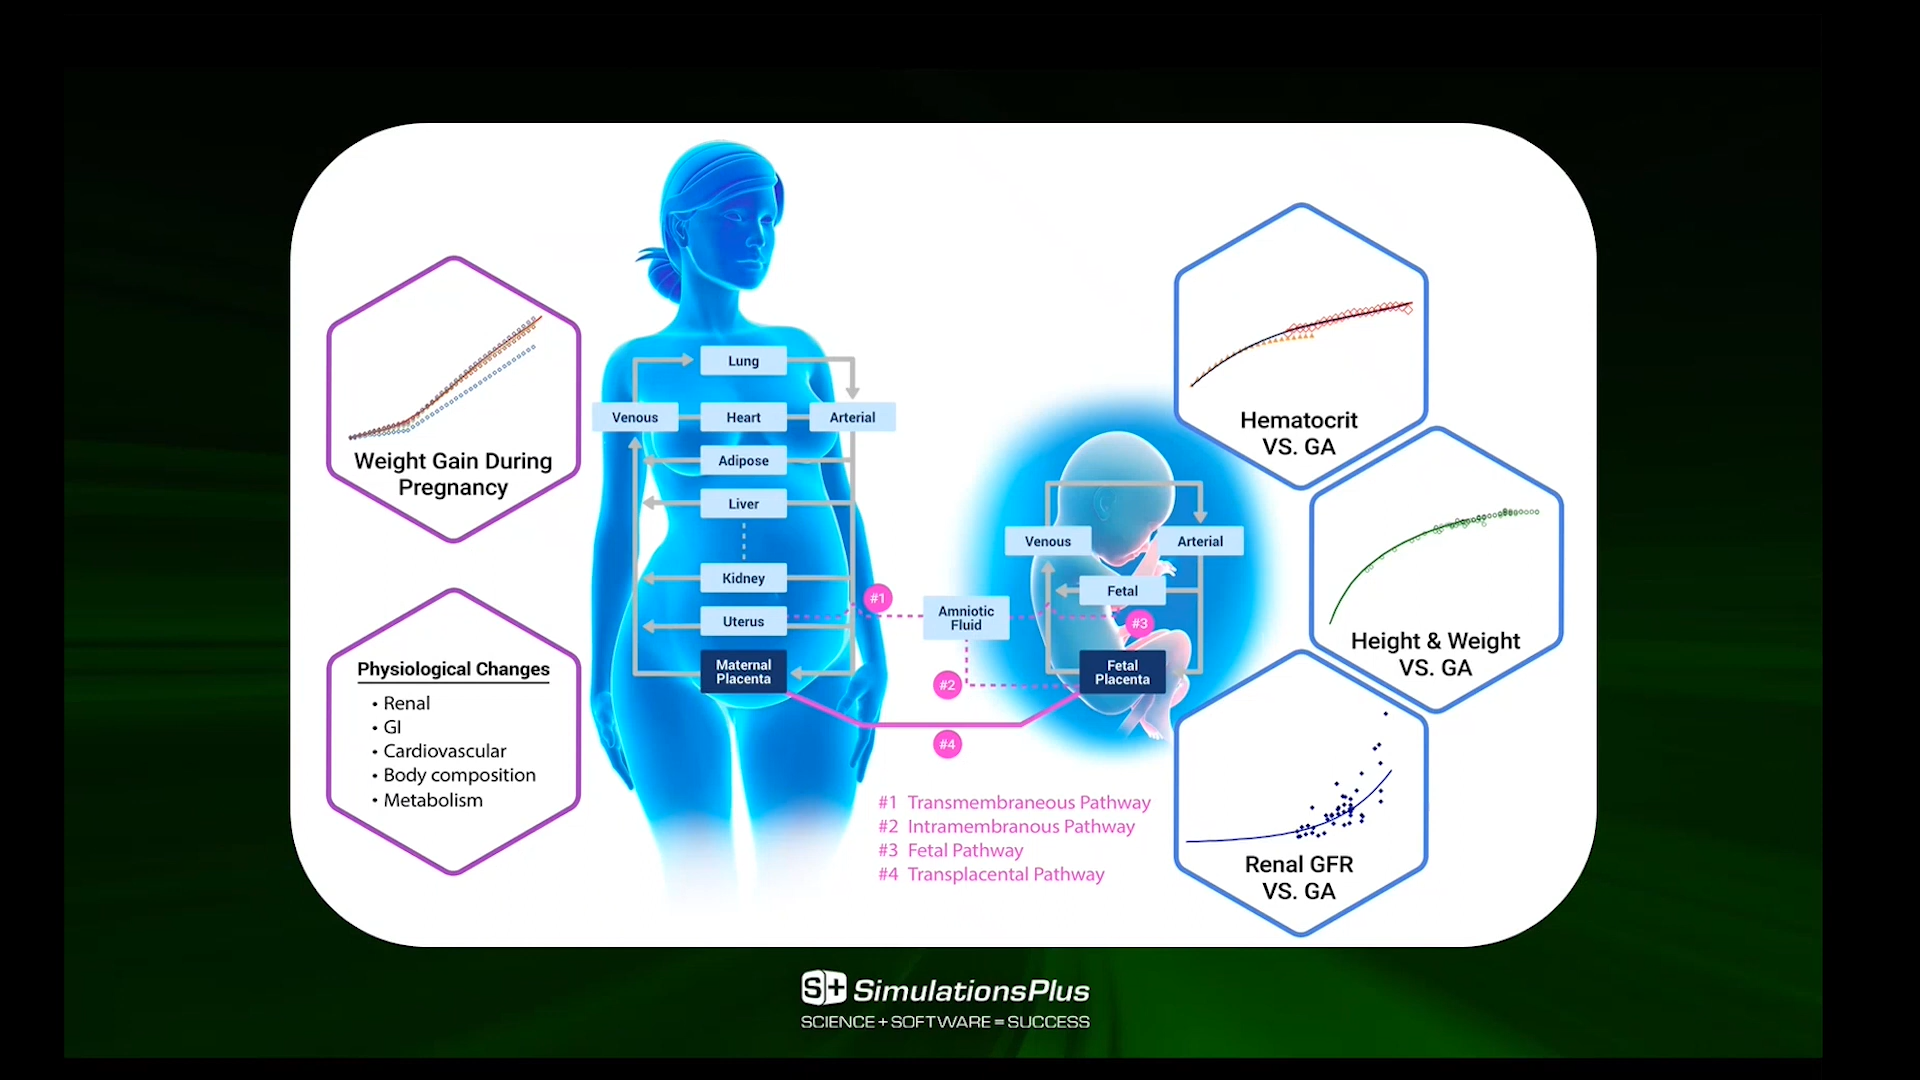 Weight Gain During
Pregnancy
Physiological Changes
• Renal
• GI
• Cardiovascular
• Body composition
• Metabolism
Lung
Venous
Heart
Arterial
Adipose
Liver
Kidney
Uterus
Maternal
Placenta
#1
#2
#3
#4
Amniotic
Fluid
Venous
Arterial
Fetal
Fetal
Placenta
#1 Transmembraneous Pathway
#2 Intramembranous Pathway
#3 Fetal Pathway
#4 Transplacental Pathway
Hematocrit
VS. GA
Height & Weight
VS. GA
Renal GFR
VS. GA
S+ SimulationsPlus
SCIENCE + SOFTWARE = SUCCESS